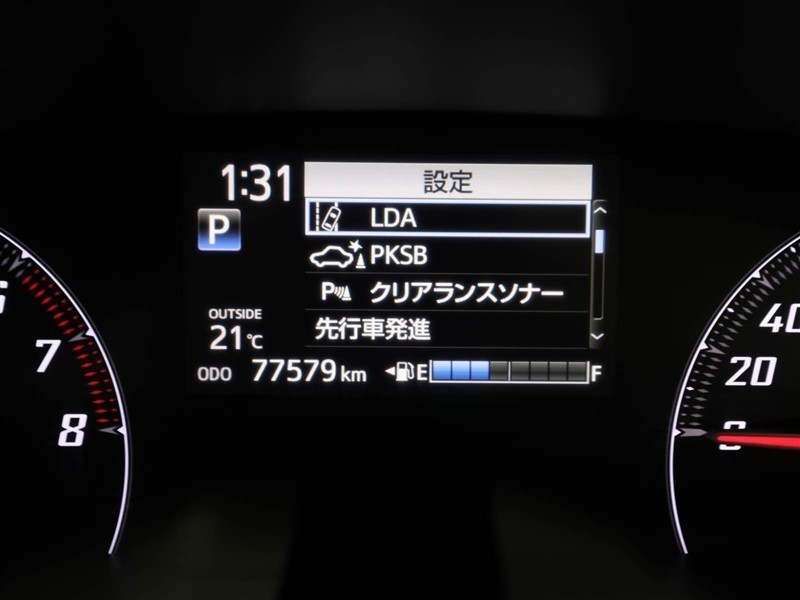 1:31
設定
LDA
P
PKSB
P クリアランスソナー
OUTSIDE
21℃
先行車発進
ODO 77579 km
E F
7
8
40
20
0